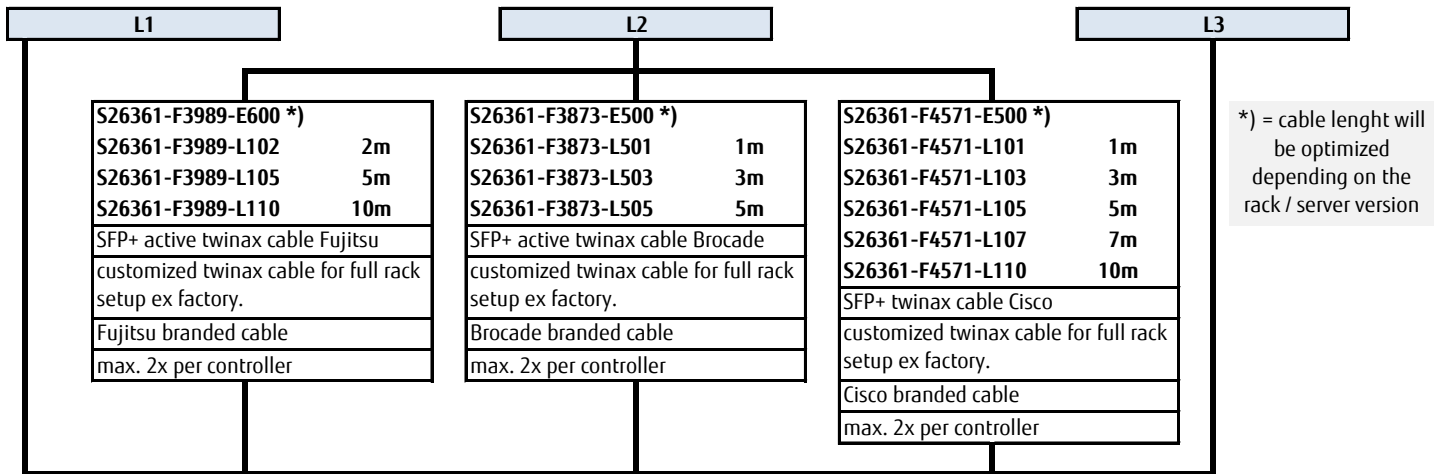 L1
L2
L3
S26361-F3989-E600 *)
S26361-F3989-L102 2m
S26361-F3989-L105 5m
S26361-F3989-L110 10m
SFP+ active twinax cable Fujitsu
customized twinax cable for full rack
setup ex factory.
Fujitsu branded cable
max. 2x per controller
S26361-F3873-E500 *)
S26361-F3873-L501 1m
S26361-F3873-L503 3m
S26361-F3873-L505 5m
SFP+ active twinax cable Brocade
customized twinax cable for full rack
setup ex factory.
Brocade branded cable
max. 2x per controller
S26361-F4571-E500 *)
S26361-F4571-L101 1m
S26361-F4571-L103 3m
S26361-F4571-L105 5m
S26361-F4571-L107 7m
S26361-F4571-L110 10m
SFP+ twinax cable Cisco
customized twinax cable for full rack
setup ex factory.
Cisco branded cable
max. 2x per controller
*) = cable lenght will
be optimized
depending on the
rack / server version